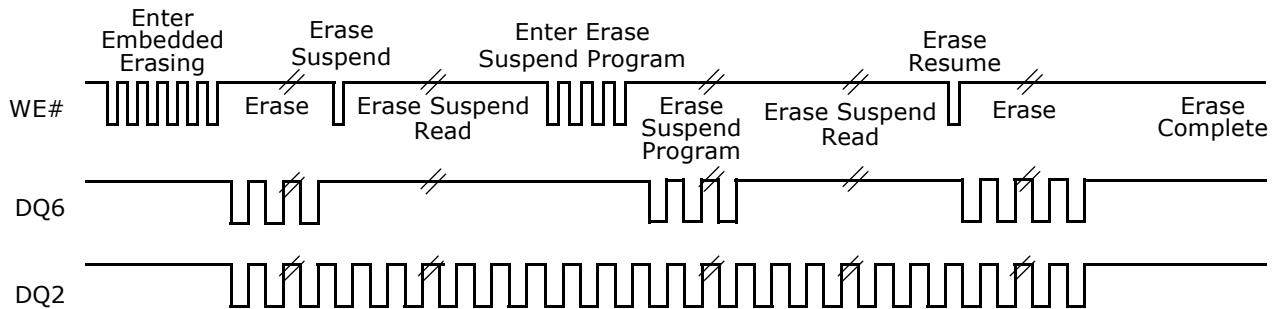 Enter
Embedded
Erasing
Erase
Suspend
Enter Erase
Suspend Program
Erase
Resume
WE#
Erase
Erase Suspend
Read
Erase
Suspend
Program
Erase Suspend
Read
Erase
Erase
Complete
DQ6
DQ2